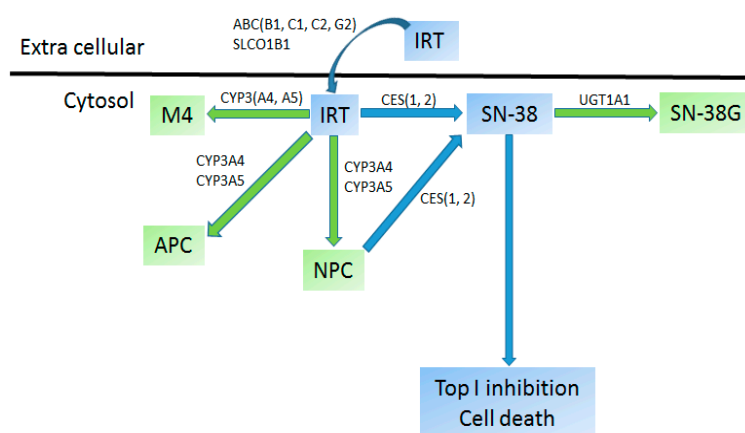 ABC(B1, C1, C2, G2)
SLCO1B1
IRT
Extra cellular
Cytosol
M4
CYP3(A4, A5)
IRT
CES(1, 2)
SN-38
UGT1A1
SN-38G
CYP3A4
CYP3A5
CYP3A4
CYP3A5
CES(1, 2)
APC
NPC
Top I inhibition
Cell death